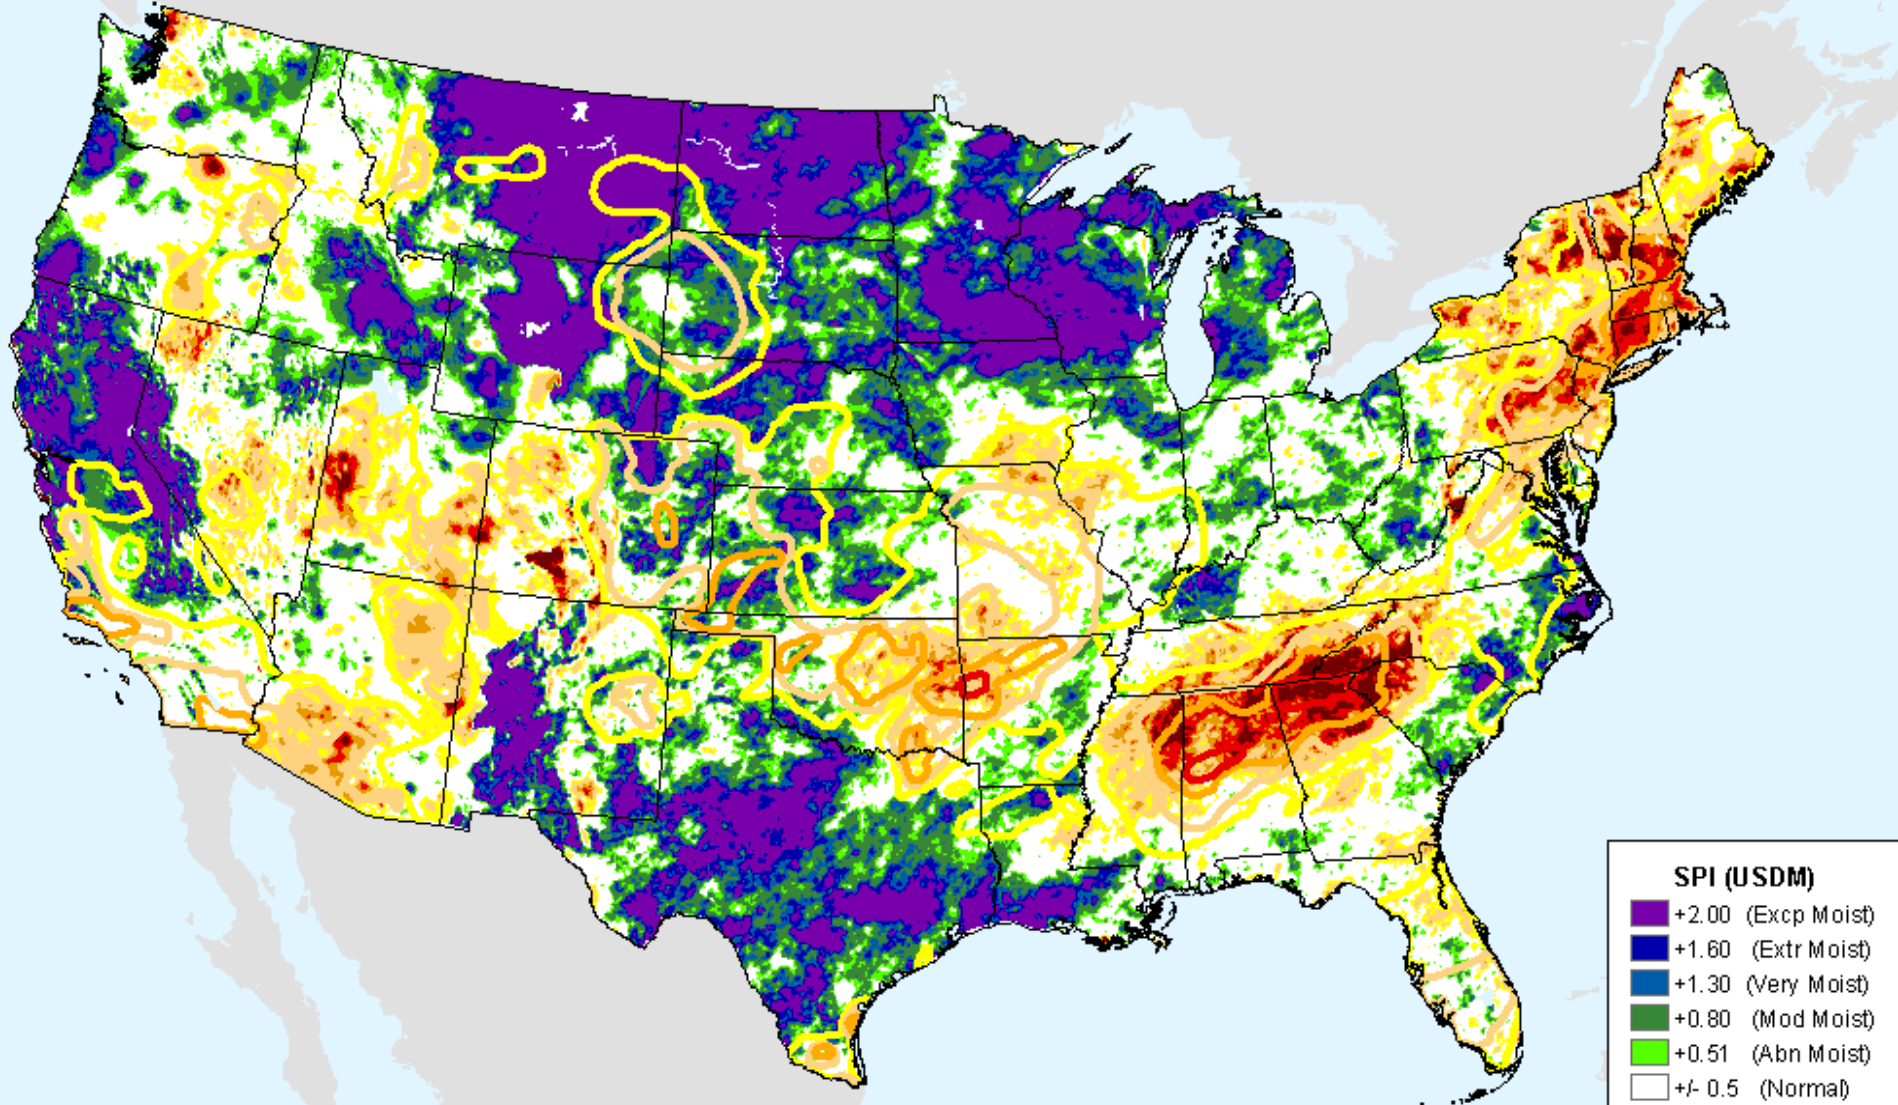 SPI (USDM)
+2.00 (Excp Moist)
+1.60 (Extr Moist)
+1.30 (Very Moist)
+0.80 (Mod Moist)
+0.51 (Abn Moist)
+/- 0.5 (Normal)